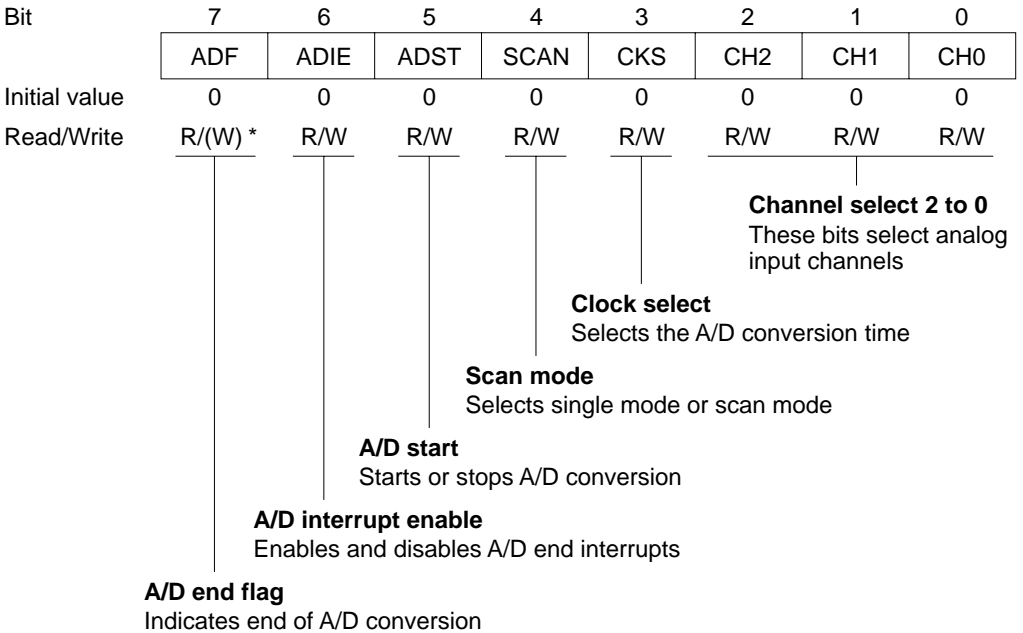 Bit 7 6 5 4 3 2 1 0
ADF ADIE ADST SCAN CKS CH2 CH1 CH0
Initial value 0 0 0 0 0 0 0 0
Read/Write R/(W) * R/W R/W R/W R/W R/W R/W R/W
Channel select 2 to 0
These bits select analog
input channels
Clock select
Selects the A/D conversion time
Scan mode
Selects single mode or scan mode
A/D start
Starts or stops A/D conversion
A/D interrupt enable
Enables and disables A/D end interrupts
A/D end flag
Indicates end of A/D conversion